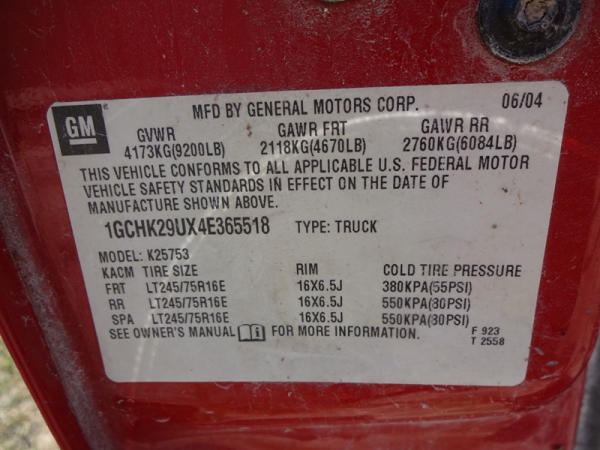 GM
MFD BY GENERAL MOTORS CORP. 06/04
GVWR GAWR FRT GAWR RR
4173KG(9200LB) 2118KG(4670LB) 2760KG(6084LB)
THIS VEHICLE CONFORMS TO ALL APPLICABLE U.S. FEDERAL MOTOR
VEHICLE SAFETY STANDARDS IN EFFECT ON THE DATE OF
MANUFACTURE SHOWN ABOVE.
1GCHK29UX4E365518 TYPE: TRUCK
MODEL: K25753
KACM TIRE SIZE RIM COLD TIRE PRESSURE
FRT LT245/75R16E 16X6.5J 380KPA(55PSI)
RR LT245/75R16E 16X6.5J 550KPA(80PSI)
SPA LT245/75R16E 16X6.5J 550KPA(80PSI)
SEE OWNER'S MANUAL FOR MORE INFORMATION.
F 923
T 2558